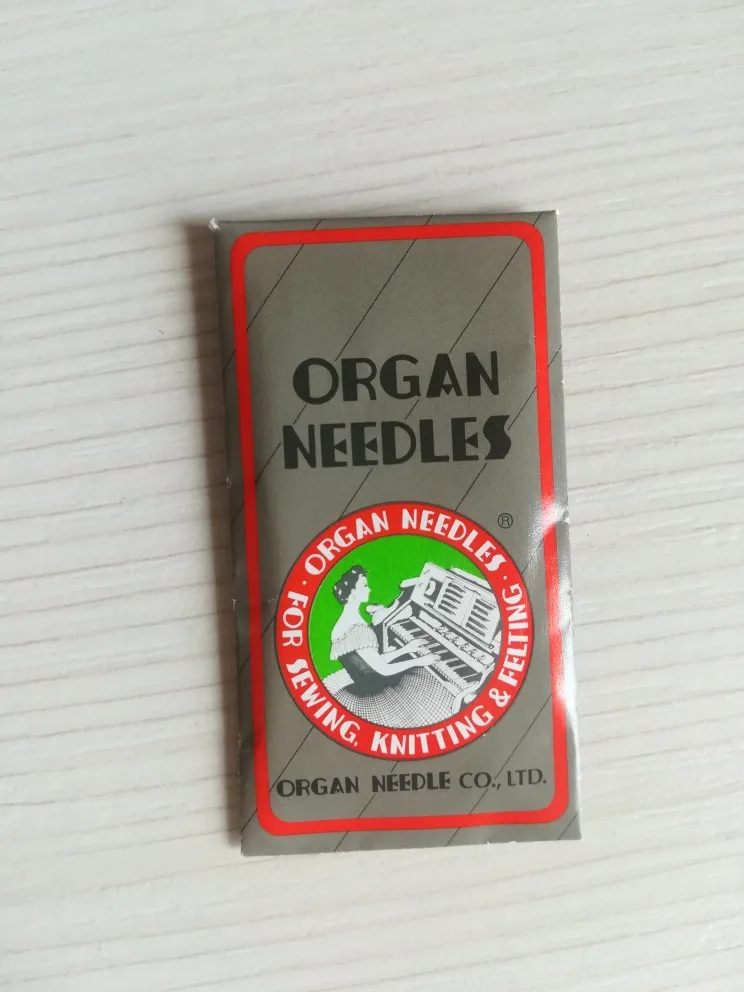 ORGAN
NEEDLES
®
· ORGAN NEEDLES ·
FOR SEWING, KNITTING & FELTING
ORGAN NEEDLE CO., LTD.